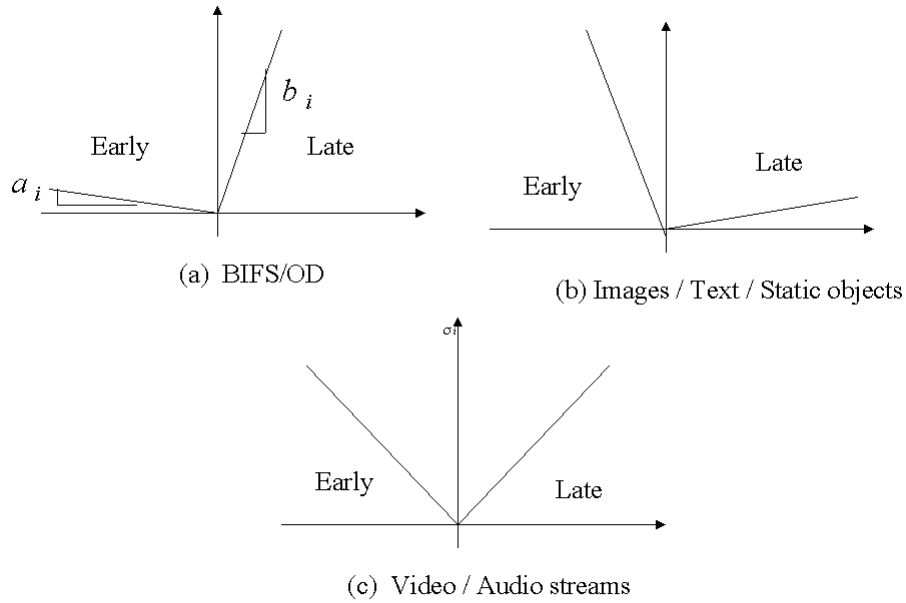 b i
Early
Late
a i
(a) BIFS/OD
Late
Early
(b) Images / Text / Static objects
σi
Early
Late
(c) Video / Audio streams